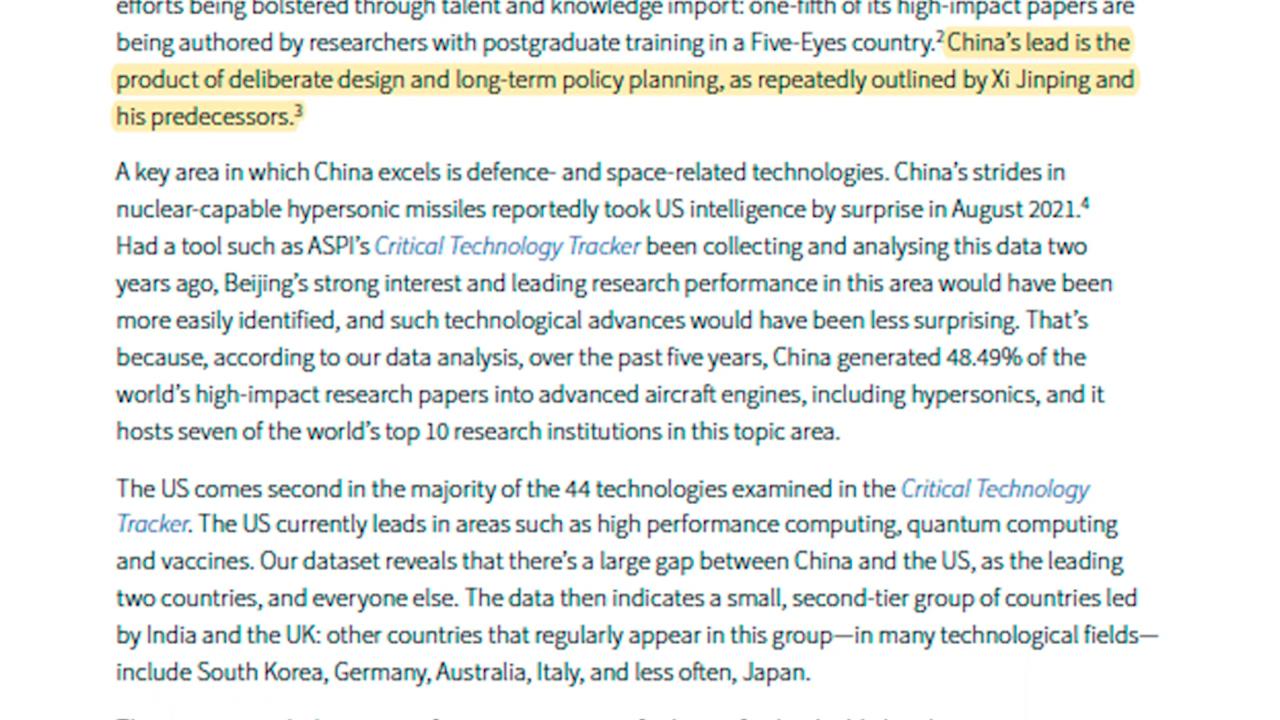 efforts being bolstered through talent and knowledge import: one-fifth of its high-impact papers are
being authored by researchers with postgraduate training in a Five-Eyes country.² China's lead is the
product of deliberate design and long-term policy planning, as repeatedly outlined by Xi Jinping and
his predecessors.³
A key area in which China excels is defence- and space-related technologies. China's strides in
nuclear-capable hypersonic missiles reportedly took US intelligence by surprise in August 2021.⁴
Had a tool such as ASPI's Critical Technology Tracker been collecting and analysing this data two
years ago, Beijing's strong interest and leading research performance in this area would have been
more easily identified, and such technological advances would have been less surprising. That's
because, according to our data analysis, over the past five years, China generated 48.49% of the
world's high-impact research papers into advanced aircraft engines, including hypersonics, and it
hosts seven of the world's top 10 research institutions in this topic area.
The US comes second in the majority of the 44 technologies examined in the Critical Technology
Tracker. The US currently leads in areas such as high performance computing, quantum computing
and vaccines. Our dataset reveals that there's a large gap between China and the US, as the leading
two countries, and everyone else. The data then indicates a small, second-tier group of countries led
by India and the UK: other countries that regularly appear in this group—in many technological fields—
include South Korea, Germany, Australia, Italy, and less often, Japan.